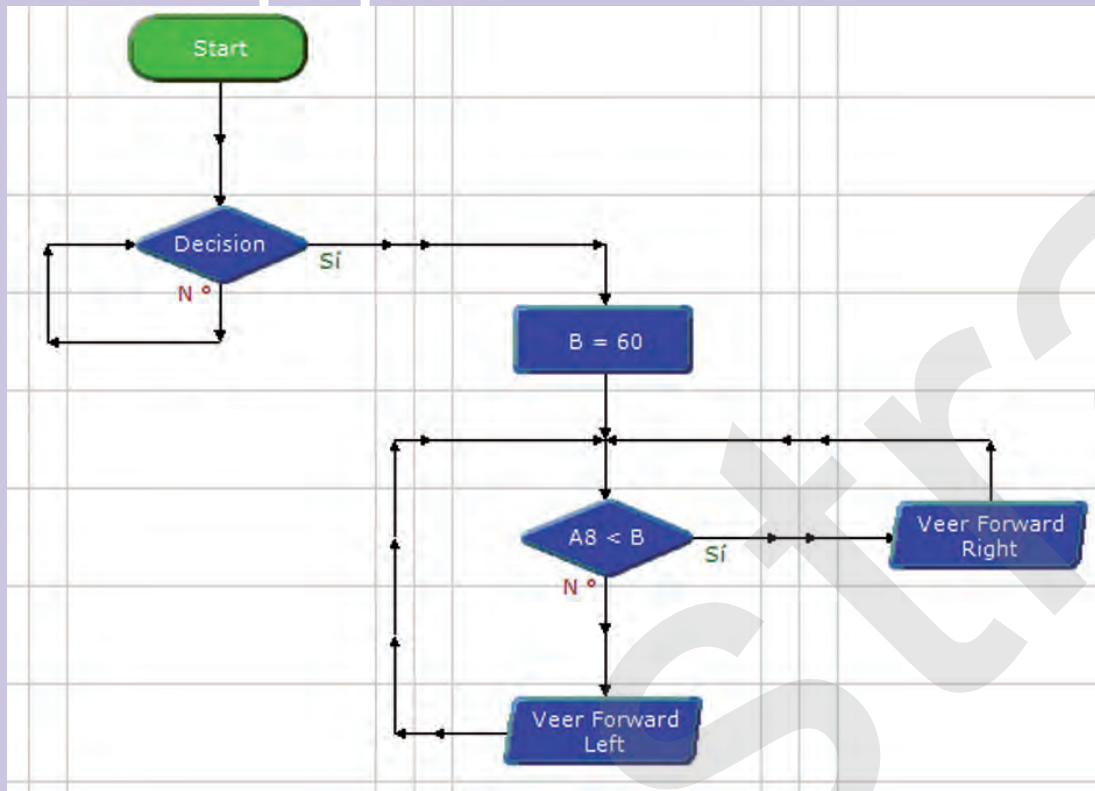 Start
Decision
Sí
N °
B = 60
A8 < B
Sí
N °
Veer Forward
Right
Veer Forward
Left